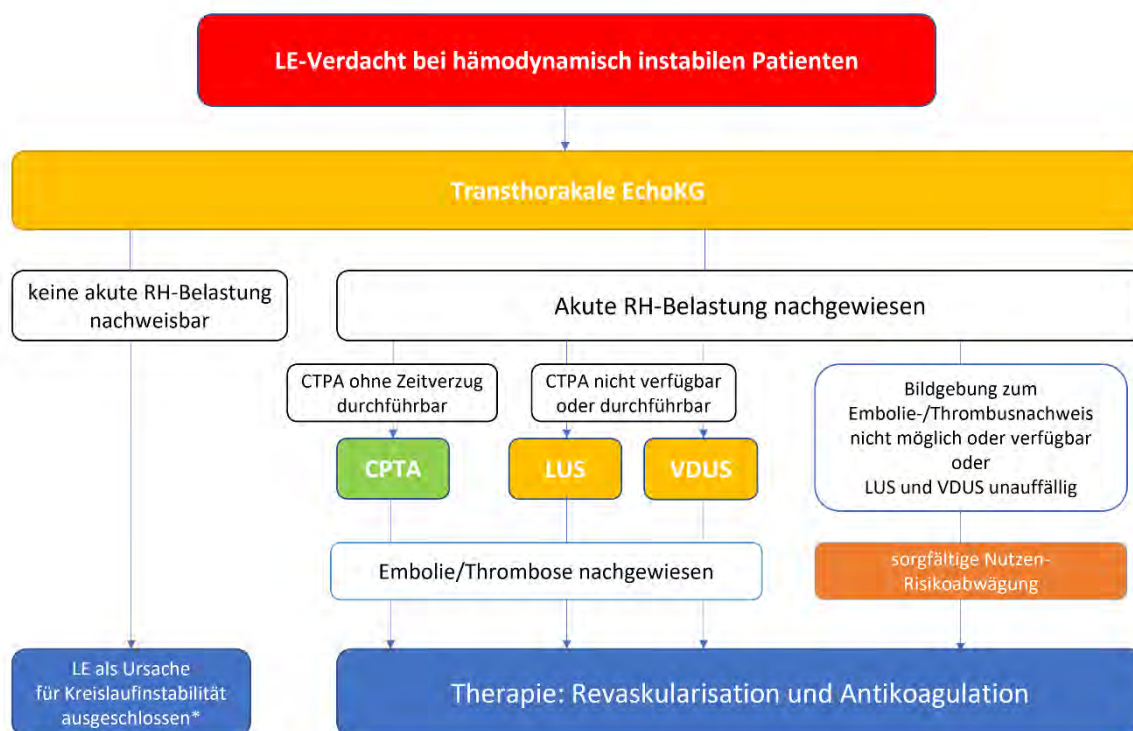 LE-Verdacht bei hämodynamisch instabilen Patienten
Transthorakale EchoKG
keine akute RH-Belastung
nachweisbar
Akute RH-Belastung nachgewiesen
CTPA ohne Zeitverzug
durchführbar
CTPA nicht verfügbar
oder durchführbar
Bildgebung zum
Embolie-/Thrombusnachweis
nicht möglich oder verfügbar
oder
LUS und VDUS unauffällig
CPTA
LUS
VDUS
Embolie/Thrombose nachgewiesen
sorgfältige Nutzen-
Risikoabwägung
LE als Ursache
für Kreislaufinstabilität
ausgeschlossen*
Therapie: Revaskularisation und Antikoagulation